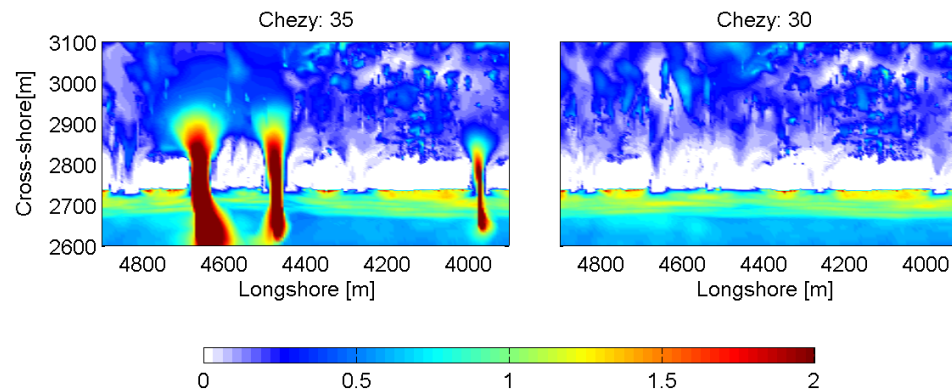 Chezy: 35
Chezy: 30
3100
3000
2900
2800
2700
2600
Cross-shore[m]
4800 4600 4400 4200 4000
4800 4600 4400 4200 4000
Longshore [m]
Longshore [m]
0 0.5 1 1.5 2